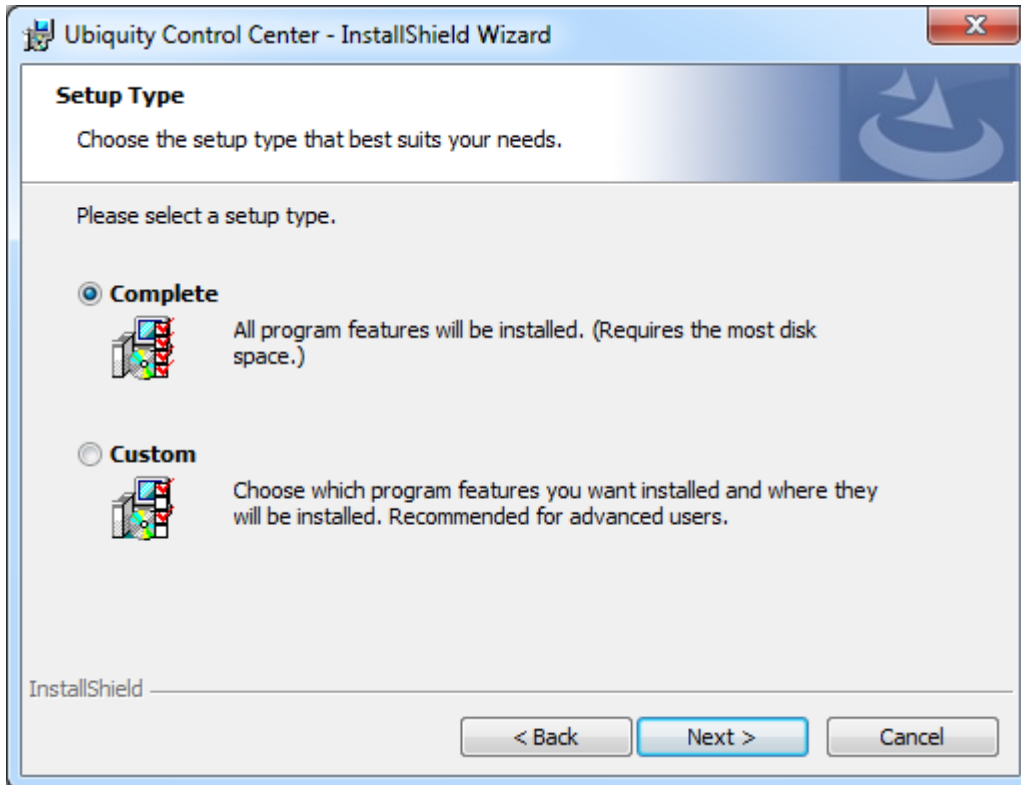 Ubiquity Control Center - InstallShield Wizard
Setup Type
Choose the setup type that best suits your needs.
Please select a setup type.
Complete
All program features will be installed. (Requires the most disk
space.)
Custom
Choose which program features you want installed and where they
will be installed. Recommended for advanced users.
InstallShield
< Back
Next >
Cancel